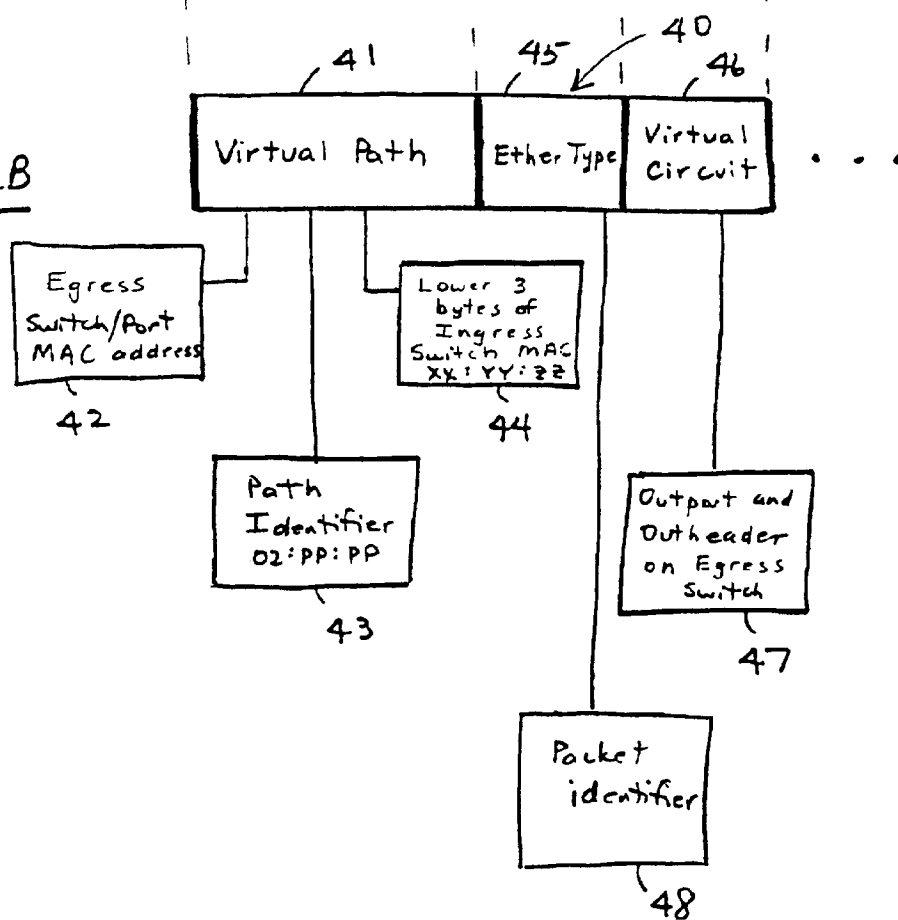 40
41
45
46
Virtual Path
EtherType
Virtual
Circuit
. . .
B
Egress
Switch/Port
MAC address
42
Lower 3
bytes of
Ingress
Switch MAC
XX:YY:ZZ
44
Path
Identifier
02:PP:PP
43
Outport and
Outheader
on Egress
Switch
47
Packet
identifier
48